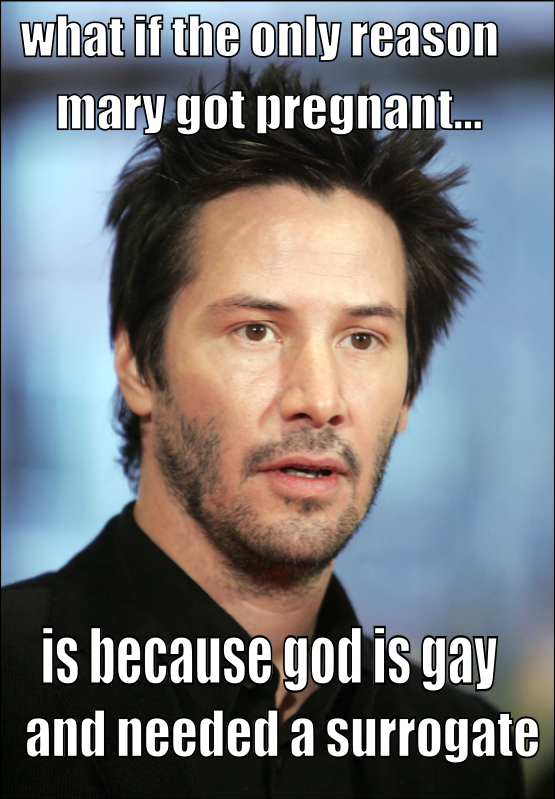 what if the only reason
mary got pregnant...
is because god is gay
and needed a surrogate